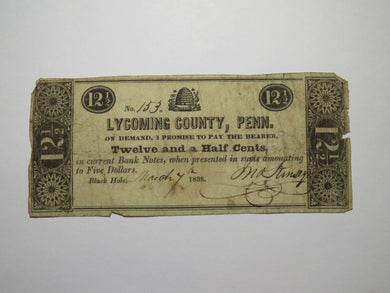 12½ 12½
No. 153.
LYCOMING COUNTY, PENN.
ON DEMAND, I PROMISE TO PAY THE BEARER,
Twelve and a Half Cents,
in current Bank Notes, when presented in sums amounting
to Five Dollars.
Black Hole, March 7th 1838.
12½
12½